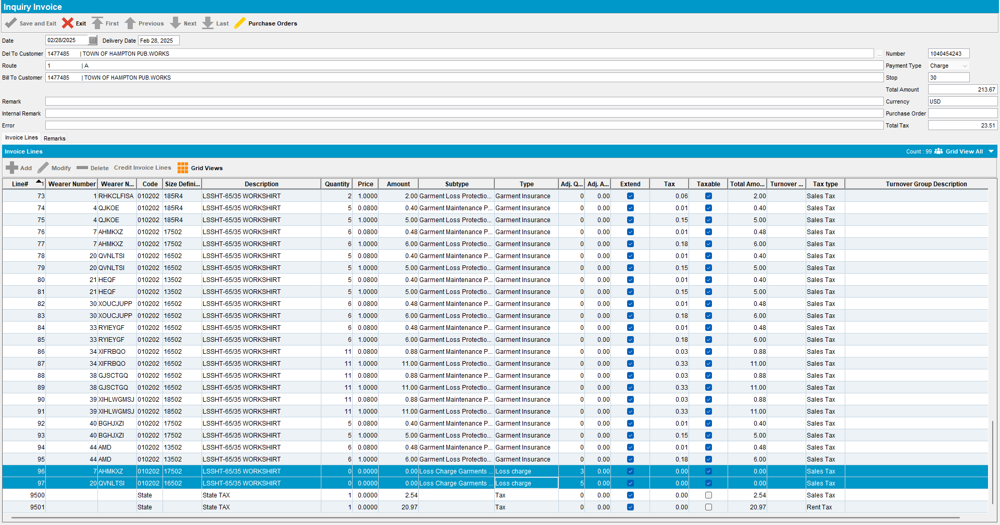 Inquiry Invoice
Save and Exit Exit First Previous Next Last Purchase Orders
Date 02/28/2025 16 Delivery Date Feb 28, 2025
Del To Customer 1477485 | TOWN OF HAMPTON PUB.WORKS ... Number 1040454243
Route 1 | A Payment Type Charge
Bill To Customer 1477485 | TOWN OF HAMPTON PUB.WORKS Stop 30
Total Amount 213.67
Remark Currency USD
Internal Remark Purchase Order
Error Total Tax 23.51
Invoice Lines Remarks
Invoice Lines Count : 99 Grid View All
Add Modify Delete Credit Invoice Lines Grid Views
Line# 1 Wearer Number Wearer N... Code Size Defini... Description Quantity Price Amount Subtype Type Adj. Q... Adj. A... Extend Tax Taxable Total Amo... Turnover ... Tax type Turnover Group Description
73 1 RHKCLFISA 010202 185R4 LSSHT-65/35 WORKSHIRT 2 1.0000 2.00 Garment Loss Protectio... Garment Insurance 0 0.00 0.06 2.00 Sales Tax
74 4 QJKOE 010202 185R4 LSSHT-65/35 WORKSHIRT 5 0.0800 0.40 Garment Maintenance P... Garment Insurance 0 0.00 0.01 0.40 Sales Tax
75 4 QJKOE 010202 185R4 LSSHT-65/35 WORKSHIRT 5 1.0000 5.00 Garment Loss Protectio... Garment Insurance 0 0.00 0.15 5.00 Sales Tax
76 7 AHMKXZ 010202 17502 LSSHT-65/35 WORKSHIRT 6 0.0800 0.48 Garment Maintenance P... Garment Insurance 0 0.00 0.01 0.48 Sales Tax
77 7 AHMKXZ 010202 17502 LSSHT-65/35 WORKSHIRT 6 1.0000 6.00 Garment Loss Protectio... Garment Insurance 0 0.00 0.18 6.00 Sales Tax
78 20 QVNLTSI 010202 16502 LSSHT-65/35 WORKSHIRT 5 0.0800 0.40 Garment Maintenance P... Garment Insurance 0 0.00 0.01 0.40 Sales Tax
79 20 QVNLTSI 010202 16502 LSSHT-65/35 WORKSHIRT 5 1.0000 5.00 Garment Loss Protectio... Garment Insurance 0 0.00 0.15 5.00 Sales Tax
80 21 HEQF 010202 13502 LSSHT-65/35 WORKSHIRT 5 0.0800 0.40 Garment Maintenance P... Garment Insurance 0 0.00 0.01 0.40 Sales Tax
81 21 HEQF 010202 13502 LSSHT-65/35 WORKSHIRT 5 1.0000 5.00 Garment Loss Protectio... Garment Insurance 0 0.00 0.15 5.00 Sales Tax
82 30 XOUCJUPP 010202 16502 LSSHT-65/35 WORKSHIRT 6 0.0800 0.48 Garment Maintenance P... Garment Insurance 0 0.00 0.01 0.48 Sales Tax
83 30 XOUCJUPP 010202 16502 LSSHT-65/35 WORKSHIRT 6 1.0000 6.00 Garment Loss Protectio... Garment Insurance 0 0.00 0.18 6.00 Sales Tax
84 33 RYIEYGF 010202 16502 LSSHT-65/35 WORKSHIRT 6 0.0800 0.48 Garment Maintenance P... Garment Insurance 0 0.00 0.01 0.48 Sales Tax
85 33 RYIEYGF 010202 16502 LSSHT-65/35 WORKSHIRT 6 1.0000 6.00 Garment Loss Protectio... Garment Insurance 0 0.00 0.18 6.00 Sales Tax
86 34 XIFRBQO 010202 16502 LSSHT-65/35 WORKSHIRT 11 0.0800 0.88 Garment Maintenance P... Garment Insurance 0 0.00 0.03 0.88 Sales Tax
87 34 XIFRBQO 010202 16502 LSSHT-65/35 WORKSHIRT 11 1.0000 11.00 Garment Loss Protectio... Garment Insurance 0 0.00 0.33 11.00 Sales Tax
88 38 GJSCTGQ 010202 16502 LSSHT-65/35 WORKSHIRT 11 0.0800 0.88 Garment Maintenance P... Garment Insurance 0 0.00 0.03 0.88 Sales Tax
89 38 GJSCTGQ 010202 16502 LSSHT-65/35 WORKSHIRT 11 1.0000 11.00 Garment Loss Protectio... Garment Insurance 0 0.00 0.33 11.00 Sales Tax
90 39 XIHLWGMSJ 010202 18502 LSSHT-65/35 WORKSHIRT 11 0.0800 0.88 Garment Maintenance P... Garment Insurance 0 0.00 0.03 0.88 Sales Tax
91 39 XIHLWGMSJ 010202 18502 LSSHT-65/35 WORKSHIRT 11 1.0000 11.00 Garment Loss Protectio... Garment Insurance 0 0.00 0.33 11.00 Sales Tax
92 40 BGHJXZI 010202 17502 LSSHT-65/35 WORKSHIRT 5 0.0800 0.40 Garment Maintenance P... Garment Insurance 0 0.00 0.01 0.40 Sales Tax
93 40 BGHJXZI 010202 17502 LSSHT-65/35 WORKSHIRT 5 1.0000 5.00 Garment Loss Protectio... Garment Insurance 0 0.00 0.15 5.00 Sales Tax
94 44 AMD 010202 13502 LSSHT-65/35 WORKSHIRT 6 0.0800 0.48 Garment Maintenance P... Garment Insurance 0 0.00 0.01 0.48 Sales Tax
95 44 AMD 010202 13502 LSSHT-65/35 WORKSHIRT 6 1.0000 6.00 Garment Loss Protectio... Garment Insurance 0 0.00 0.18 6.00 Sales Tax
96 7 AHMKXZ 010202 17502 LSSHT-65/35 WORKSHIRT 0 0.0000 0.00 Loss Charge Garments ... Loss charge 3 0.00 0.00 0.00 Sales Tax
97 20 QVNLTSI 010202 16502 LSSHT-65/35 WORKSHIRT 0 0.0000 0.00 Loss Charge Garments ... Loss charge 5 0.00 0.00 0.00 Sales Tax
9500 State State TAX 1 0.0000 2.54 Tax 0 0.00 0.00 2.54 Sales Tax
9501 State State TAX 1 0.0000 20.97 Tax 0 0.00 0.00 20.97 Rent Tax